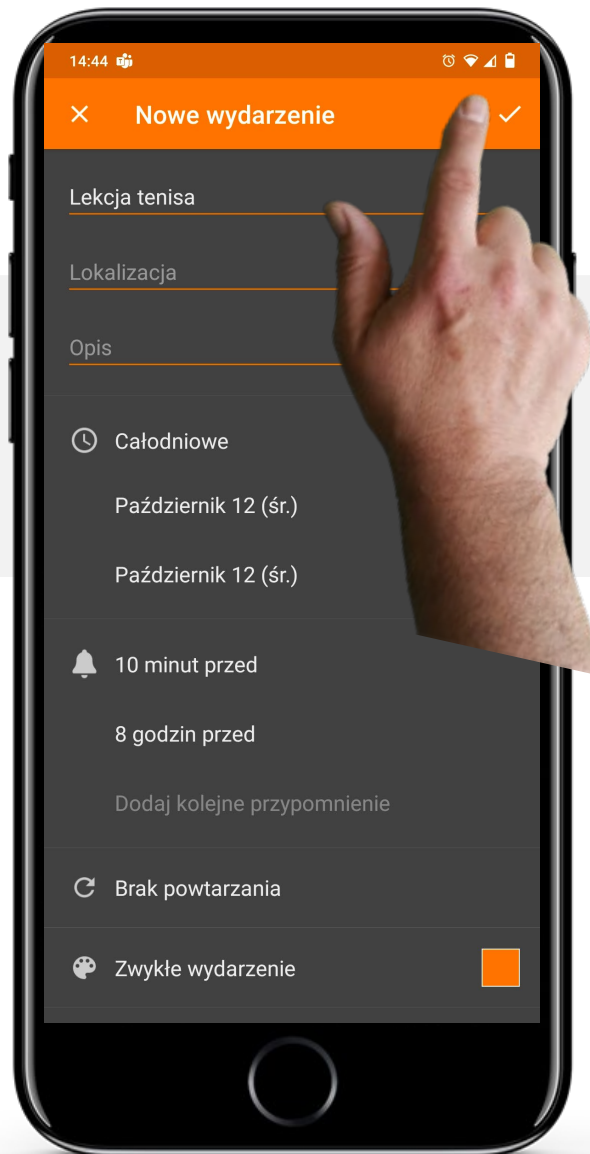 14:44
Nowe wydarzenie
Lekcja tenisa
Lokalizacja
Opis
Całodniowe
Październik 12 (śr.)
Październik 12 (śr.)
10 minut przed
8 godzin przed
Dodaj kolejne przypomnienie
Brak powtarzania
Zwykłe wydarzenie